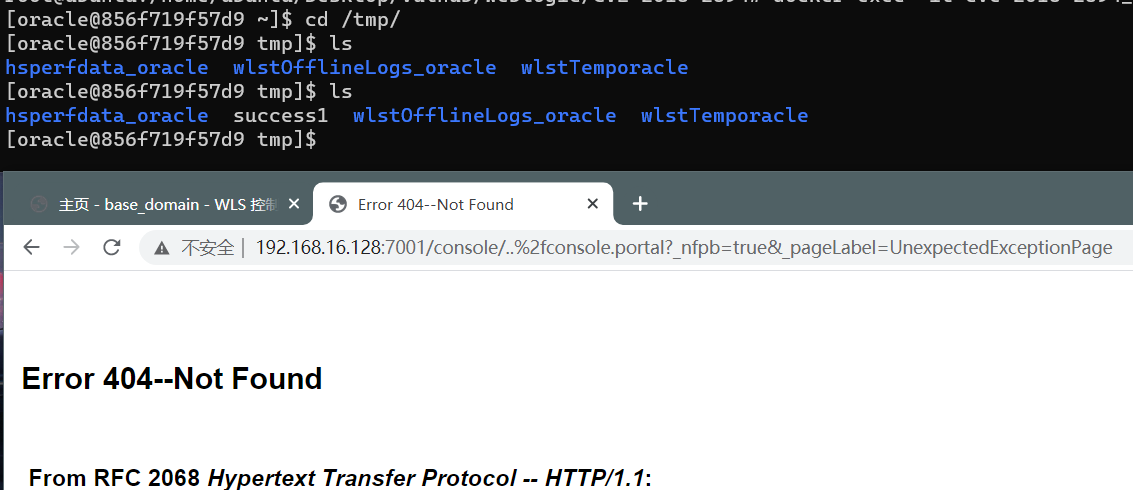 [oracle@856f719f57d9 ~]$ cd /tmp/
[oracle@856f719f57d9 tmp]$ ls
hsperfdata_oracle wlstOfflineLogs_oracle wlstTemporacle
[oracle@856f719f57d9 tmp]$ ls
hsperfdata_oracle success1 wlstOfflineLogs_oracle wlstTemporacle
[oracle@856f719f57d9 tmp]$
主页 - base_domain - WLS 控制
Error 404--Not Found
不安全 | 192.168.16.128:7001/console/..%2fconsole.portal?_nfpb=true&_pageLabel=UnexpectedExceptionPage
Error 404--Not Found
From RFC 2068 Hypertext Transfer Protocol -- HTTP/1.1: